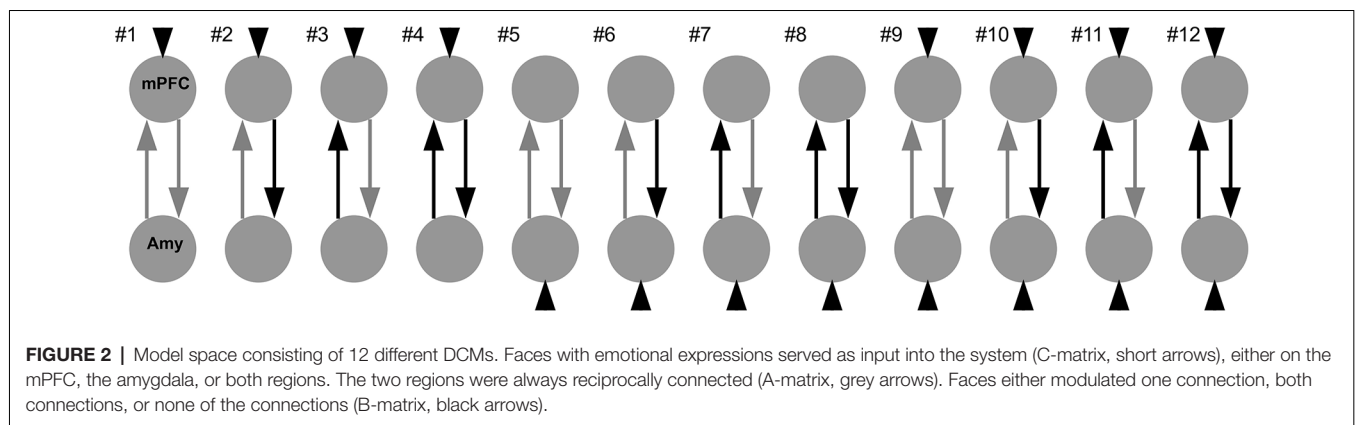 #1 #2 #3 #4 #5 #6 #7 #8 #9 #10 #11 #12
mPFC
Amy
FIGURE 2 | Model space consisting of 12 different DCMs. Faces with emotional expressions served as input into the system (C-matrix, short arrows), either on the
mPFC, the amygdala, or both regions. The two regions were always reciprocally connected (A-matrix, grey arrows). Faces either modulated one connection, both
connections, or none of the connections (B-matrix, black arrows).